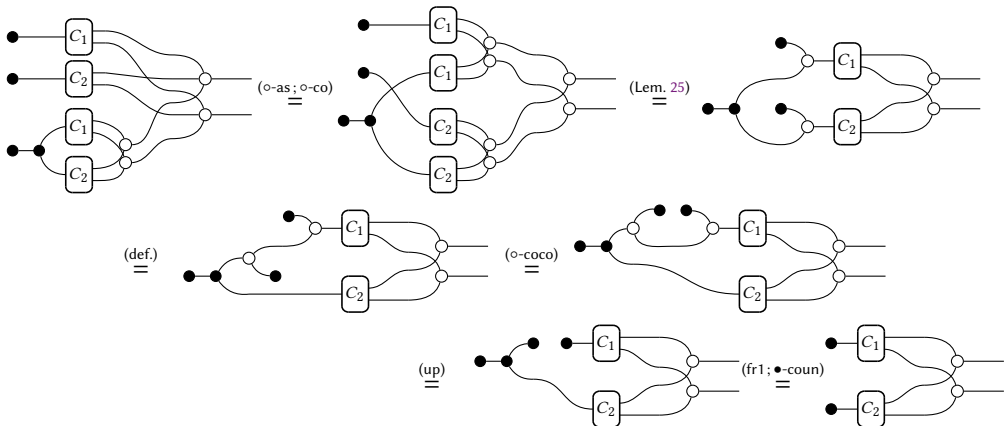 C₁
C₂
C₁
C₂
(○-as; ○-co)
=
C₁
C₁
C₂
C₂
(Lem. 25)
=
C₁
C₂
(def.)
=
C₁
C₂
(○-coco)
=
C₁
C₂
(up)
=
C₁
C₂
(fr1; ●-coun)
=
C₁
C₂